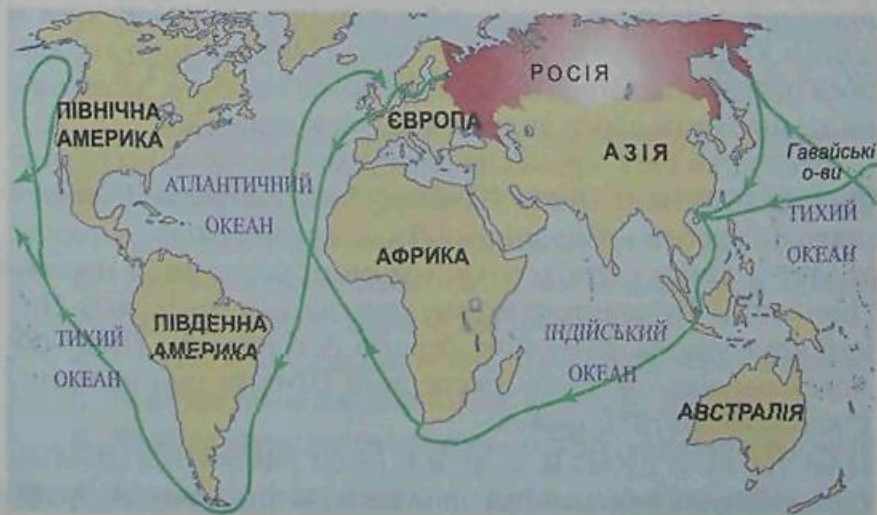 РОСІЯ
ПІВНІЧНА
АМЕРИКА
ЄВРОПА
АЗІЯ
Гавайські
о-ви
АТЛАНТИЧНИЙ
ОКЕАН
ТИХИЙ
ОКЕАН
АФРИКА
ПІВДЕННА
АМЕРИКА
ТИХИЙ
ОКЕАН
ІНДІЙСЬКИЙ
ОКЕАН
АВСТРАЛІЯ